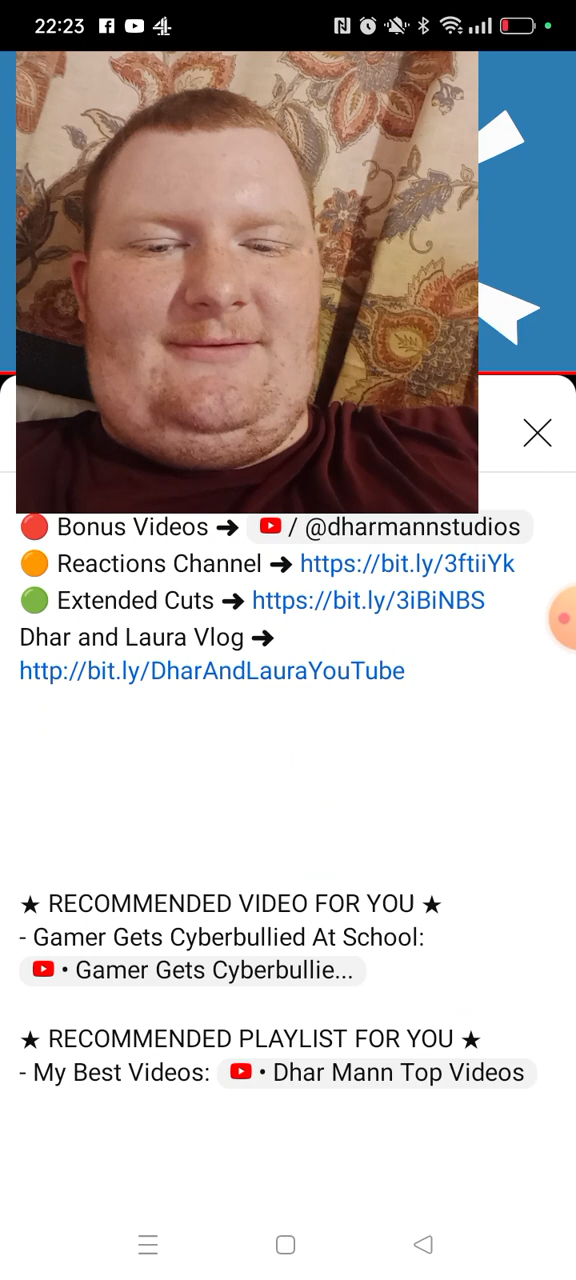 22:23
🔴 Bonus Videos ➜ / @dharmannstudios
🟠 Reactions Channel ➜ https://bit.ly/3ftiiYk
🟢 Extended Cuts ➜ https://bit.ly/3iBiNBS
Dhar and Laura Vlog ➜
http://bit.ly/DharAndLauraYouTube
★ RECOMMENDED VIDEO FOR YOU ★
- Gamer Gets Cyberbullied At School:
• Gamer Gets Cyberbullie...
★ RECOMMENDED PLAYLIST FOR YOU ★
- My Best Videos: • Dhar Mann Top Videos